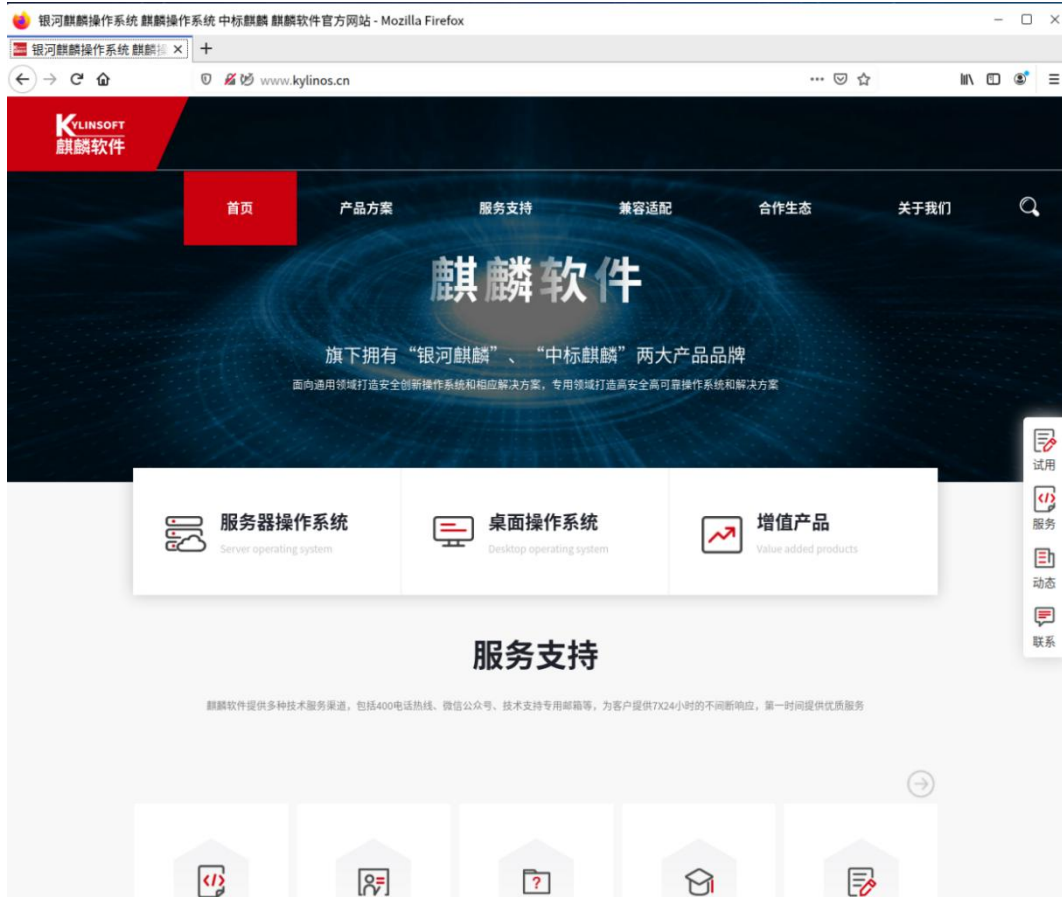 银河麒麟操作系统 麒麟操作系统 中标麒麟 麒麟软件官方网站 - Mozilla Firefox
银河麒麟操作系统 麒麟操
www.kylinos.cn
KYLINSOFT
麒麟软件
首页 产品方案 服务支持 兼容适配 合作生态 关于我们
麒麟软件
旗下拥有“银河麒麟”、“中标麒麟”两大产品品牌
面向通用领域打造安全创新操作系统和相应解决方案，专用领域打造高安全高可靠操作系统和解决方案
试用
服务
动态
联系
服务器操作系统
Server operating system
桌面操作系统
Desktop operating system
增值产品
Value added products
服务支持
麒麟软件提供多种技术服务渠道，包括400电话热线、微信公众号、技术支持专用邮箱等，为客户提供7X24小时的不间断响应，第一时间提供优质服务